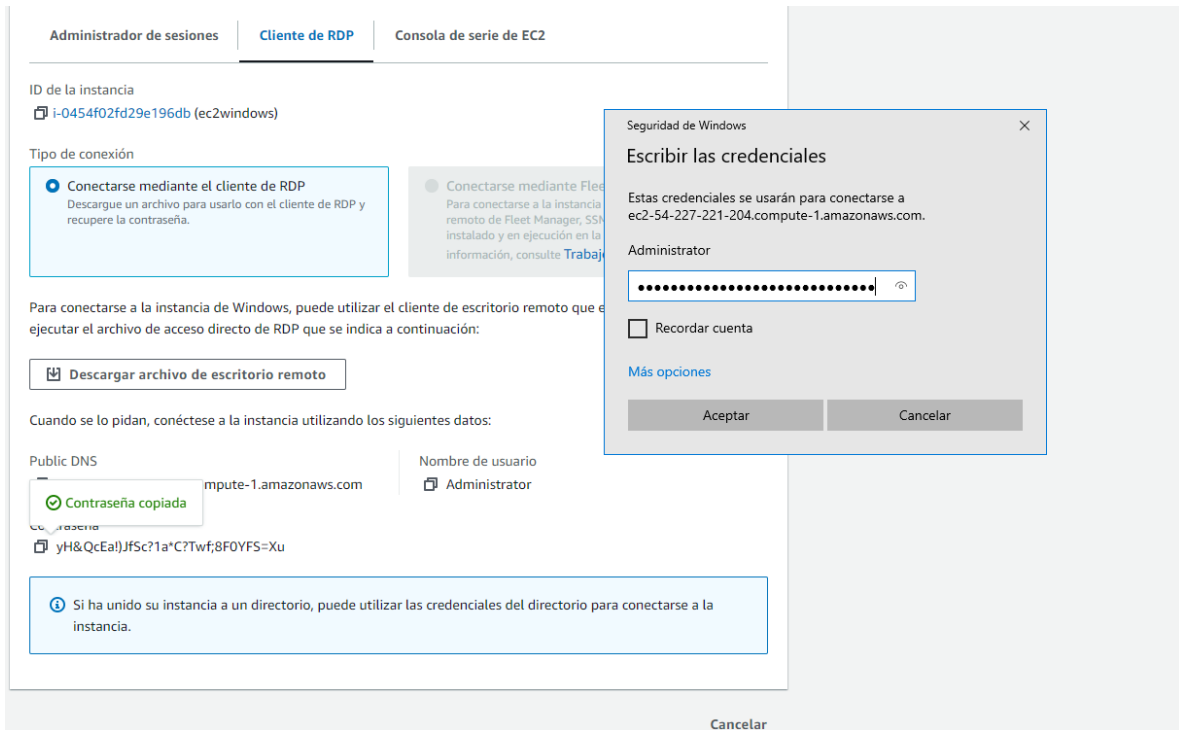 Administrador de sesiones
Cliente de RDP
Consola de serie de EC2
ID de la instancia
i-0454f02fd29e196db (ec2windows)
Tipo de conexión
Conectarse mediante el cliente de RDP
Descargue un archivo para usarlo con el cliente de RDP y
recupere la contraseña.
Conectarse mediante Flee
Para conectarse a la instancia
remoto de Fleet Manager, SSM
instalado y en ejecución en la
información, consulte Trabajo
Para conectarse a la instancia de Windows, puede utilizar el cliente de escritorio remoto que e
ejecutar el archivo de acceso directo de RDP que se indica a continuación:
Descargar archivo de escritorio remoto
Cuando se lo pidan, conéctese a la instancia utilizando los siguientes datos:
Public DNS
mpute-1.amazonaws.com
Nombre de usuario
Administrator
Contraseña copiada
Contraseña
yH&QcEa!)JfSc?1a*C?Twf;8F0YFS=Xu
Si ha unido su instancia a un directorio, puede utilizar las credenciales del directorio para conectarse a la
instancia.
Cancelar
Seguridad de Windows
Escribir las credenciales
Estas credenciales se usarán para conectarse a
ec2-54-227-221-204.compute-1.amazonaws.com.
Administrator
Recordar cuenta
Más opciones
Aceptar
Cancelar